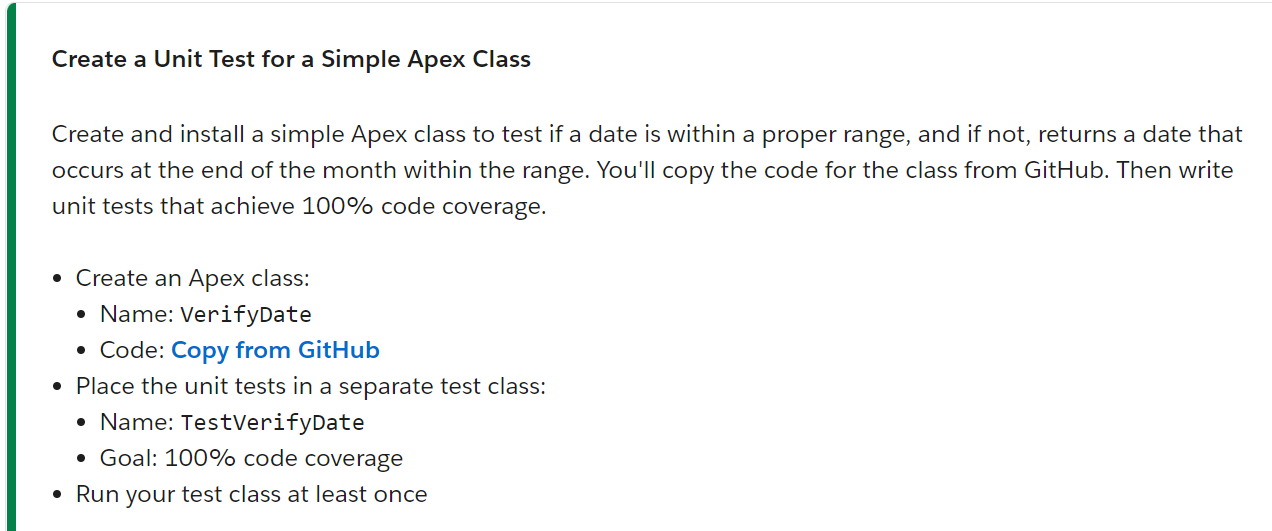 Create a Unit Test for a Simple Apex Class
Create and install a simple Apex class to test if a date is within a proper range, and if not, returns a date that
occurs at the end of the month within the range. You'll copy the code for the class from GitHub. Then write
unit tests that achieve 100% code coverage.
• Create an Apex class:
• Name: VerifyDate
• Code: Copy from GitHub
• Place the unit tests in a separate test class:
• Name: TestVerifyDate
• Goal: 100% code coverage
• Run your test class at least once